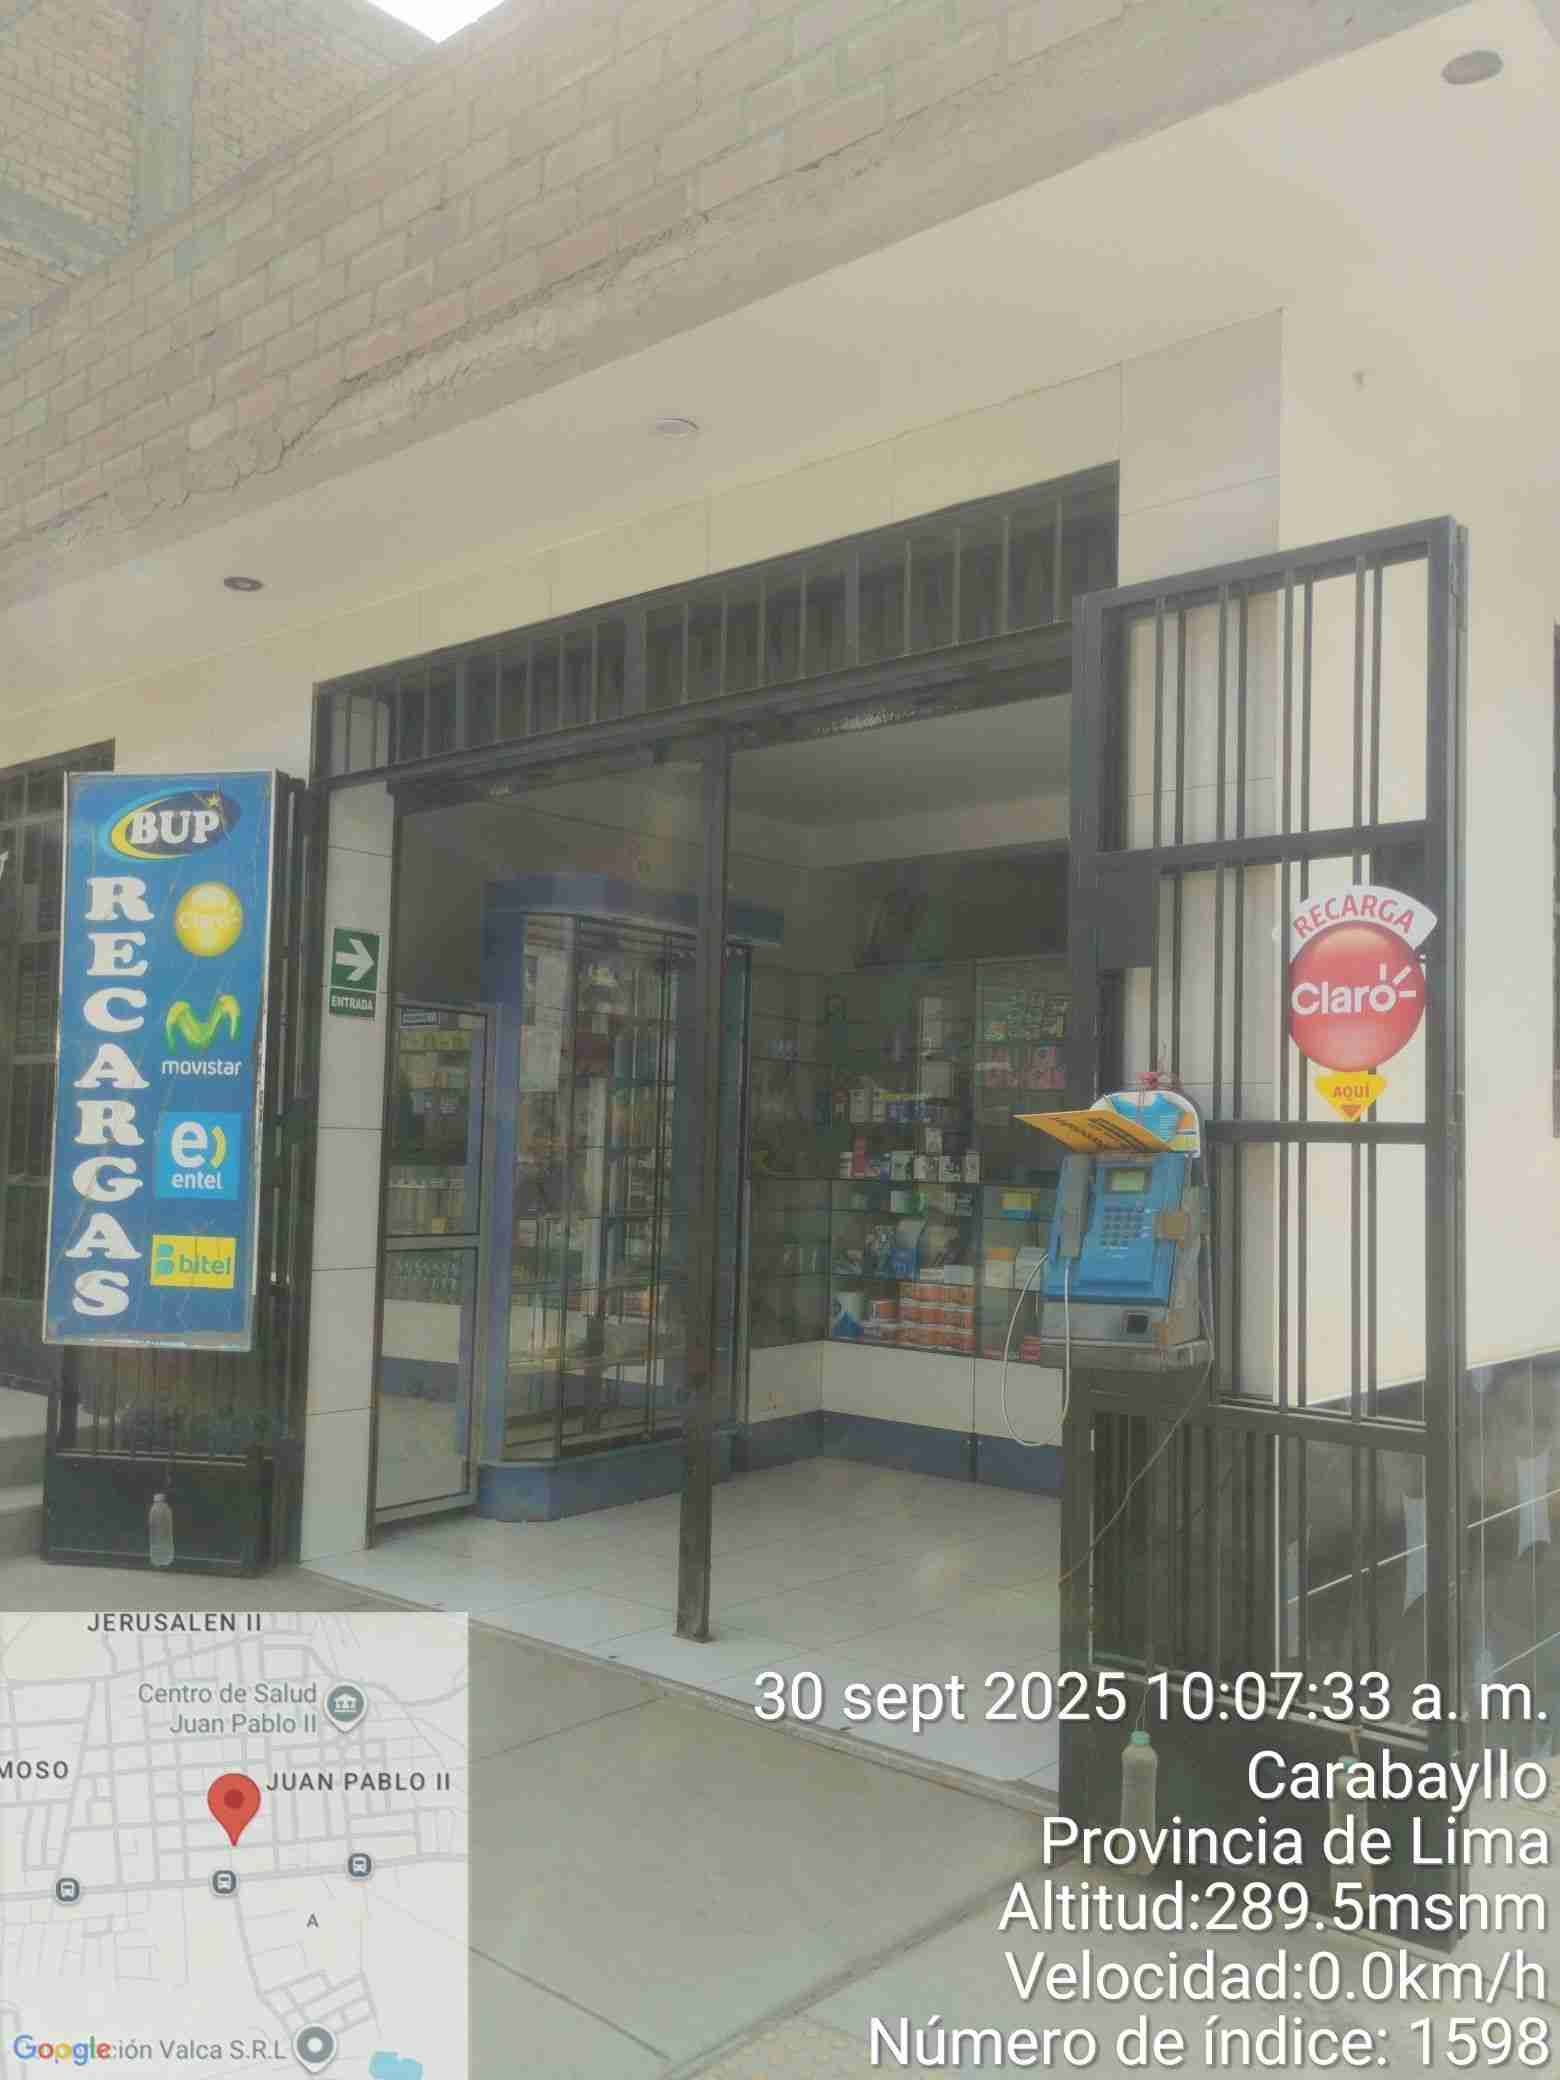 BUP
RECARGAS
Claro
movistar
entel
bitel
ENTRADA
RECARGA
Claro
AQUÍ
JERUSALEN II
Centro de Salud
Juan Pablo II
MOSO
JUAN PABLO II
A
Google
ción Valca S.R.L
30 sept 2025 10:07:33 a. m.
Carabayllo
Provincia de Lima
Altitud:289.5msnm
Velocidad:0.0km/h
Número de índice: 1598